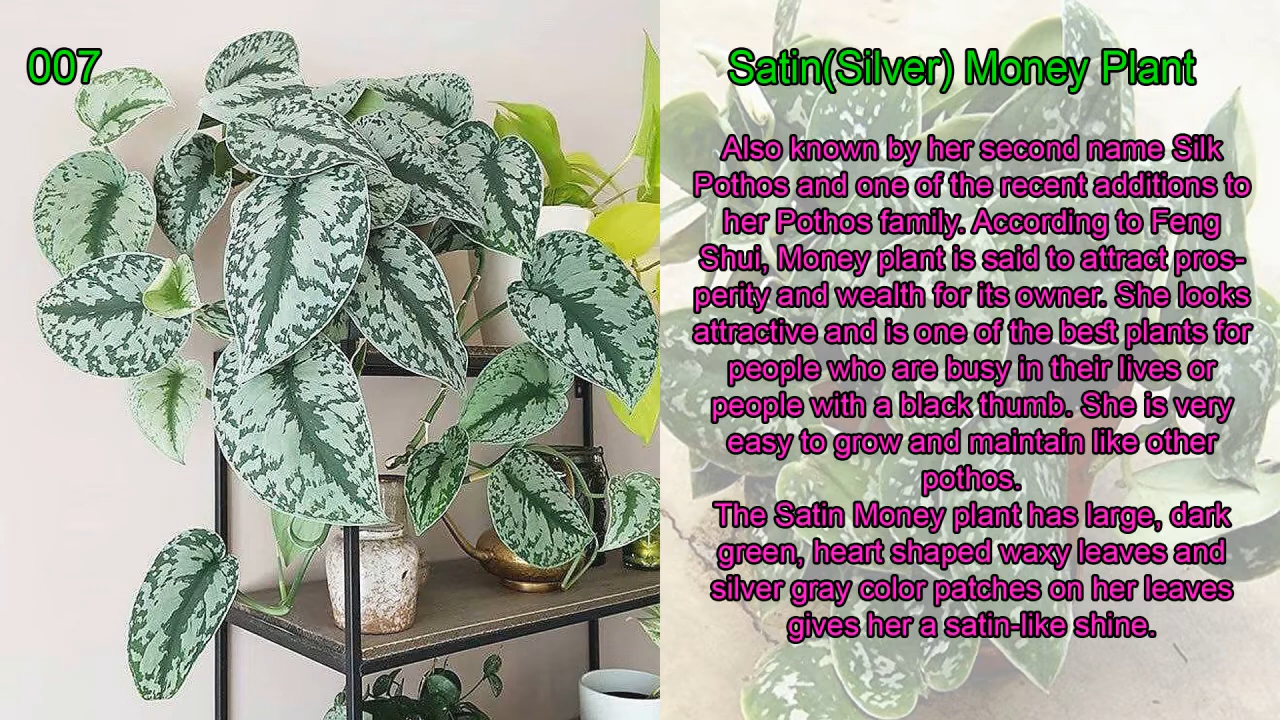 007
Satin(Silver) Money Plant
Also known by her second name Silk
Pothos and one of the recent additions to
her Pothos family. According to Feng
Shui, Money plant is said to attract pros-
perity and wealth for its owner. She looks
attractive and is one of the best plants for
people who are busy in their lives or
people with a black thumb. She is very
easy to grow and maintain like other
pothos.
The Satin Money plant has large, dark
green, heart shaped waxy leaves and
silver gray color patches on her leaves
gives her a satin-like shine.